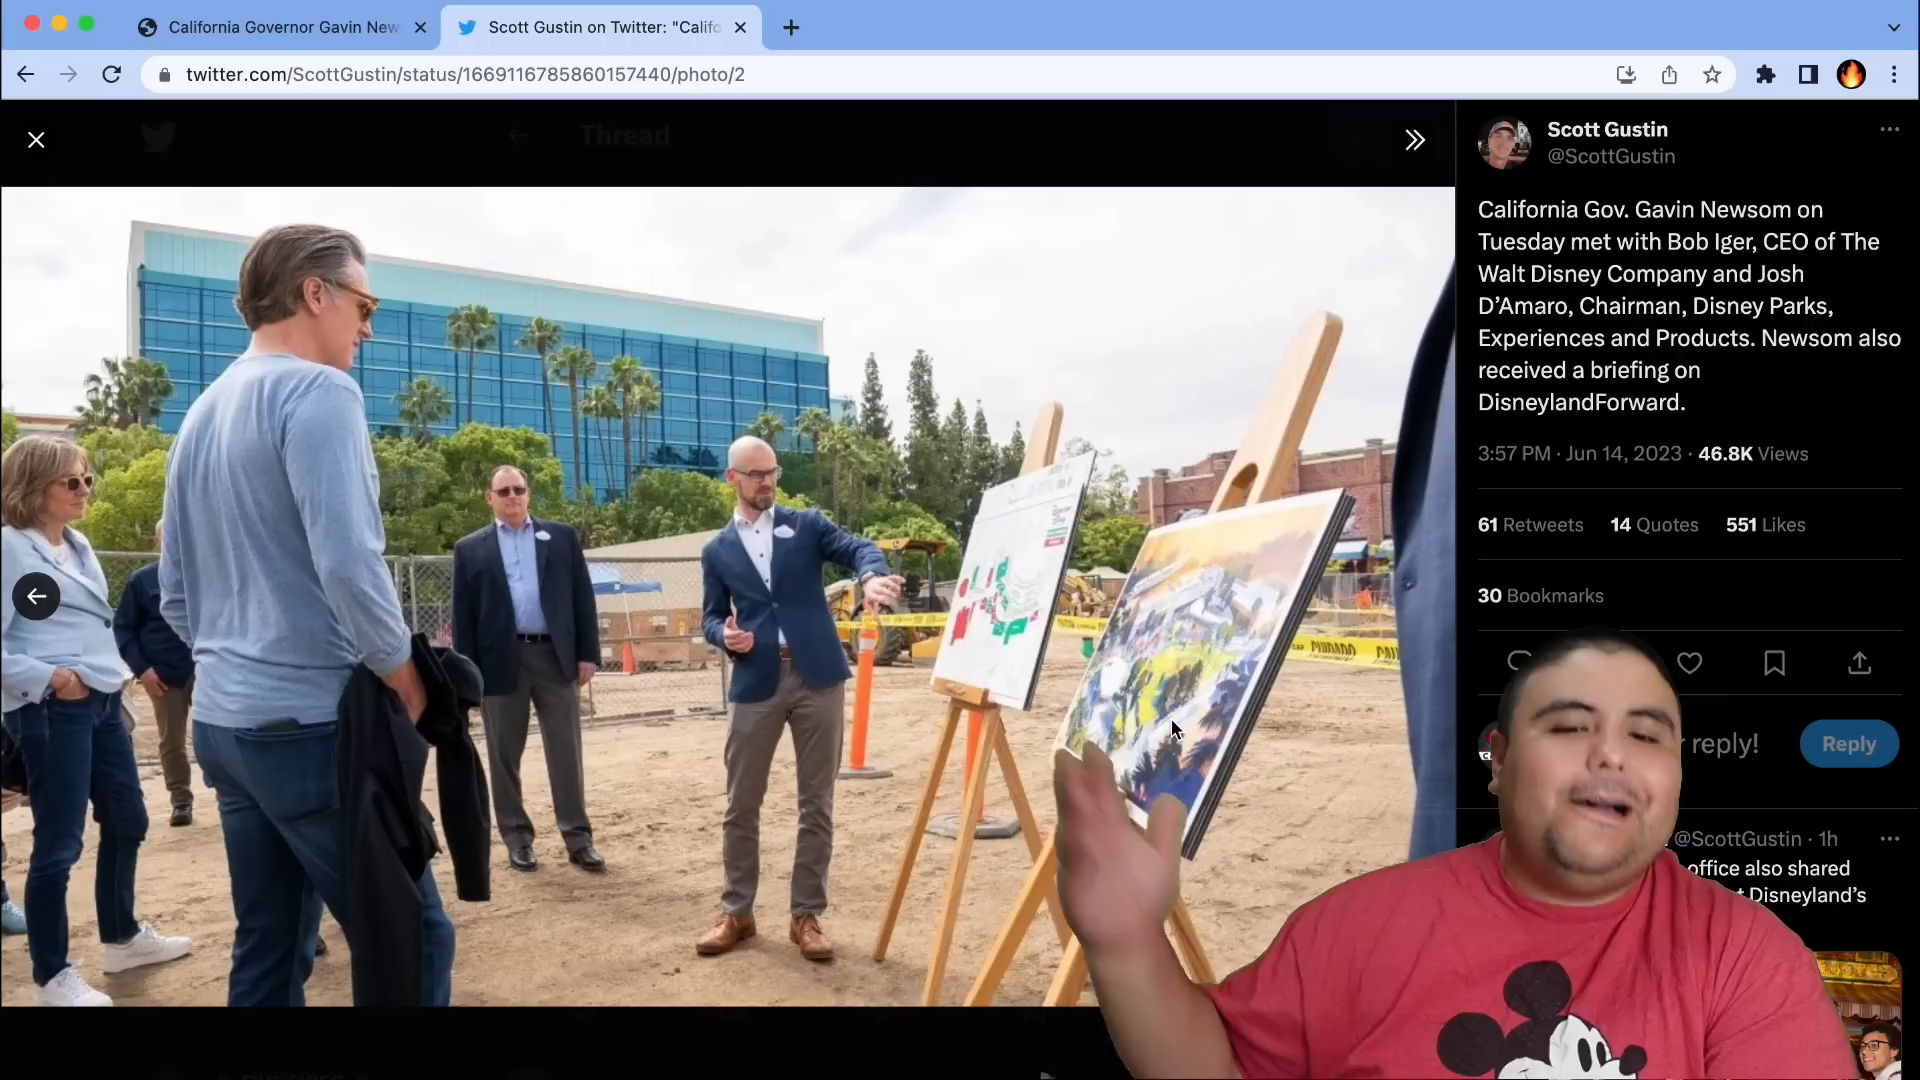 California Governor Gavin New
Scott Gustin on Twitter: "Califo
twitter.com/ScottGustin/status/1669116785860157440/photo/2
Thread
Scott Gustin
@ScottGustin
California Gov. Gavin Newsom on
Tuesday met with Bob Iger, CEO of The
Walt Disney Company and Josh
D’Amaro, Chairman, Disney Parks,
Experiences and Products. Newsom also
received a briefing on
DisneylandForward.
3:57 PM · Jun 14, 2023 · 46.8K Views
61 Retweets 14 Quotes 551 Likes
30 Bookmarks
reply!
Reply
@ScottGustin · 1h
office also shared
Disneyland’s
CUIDADO